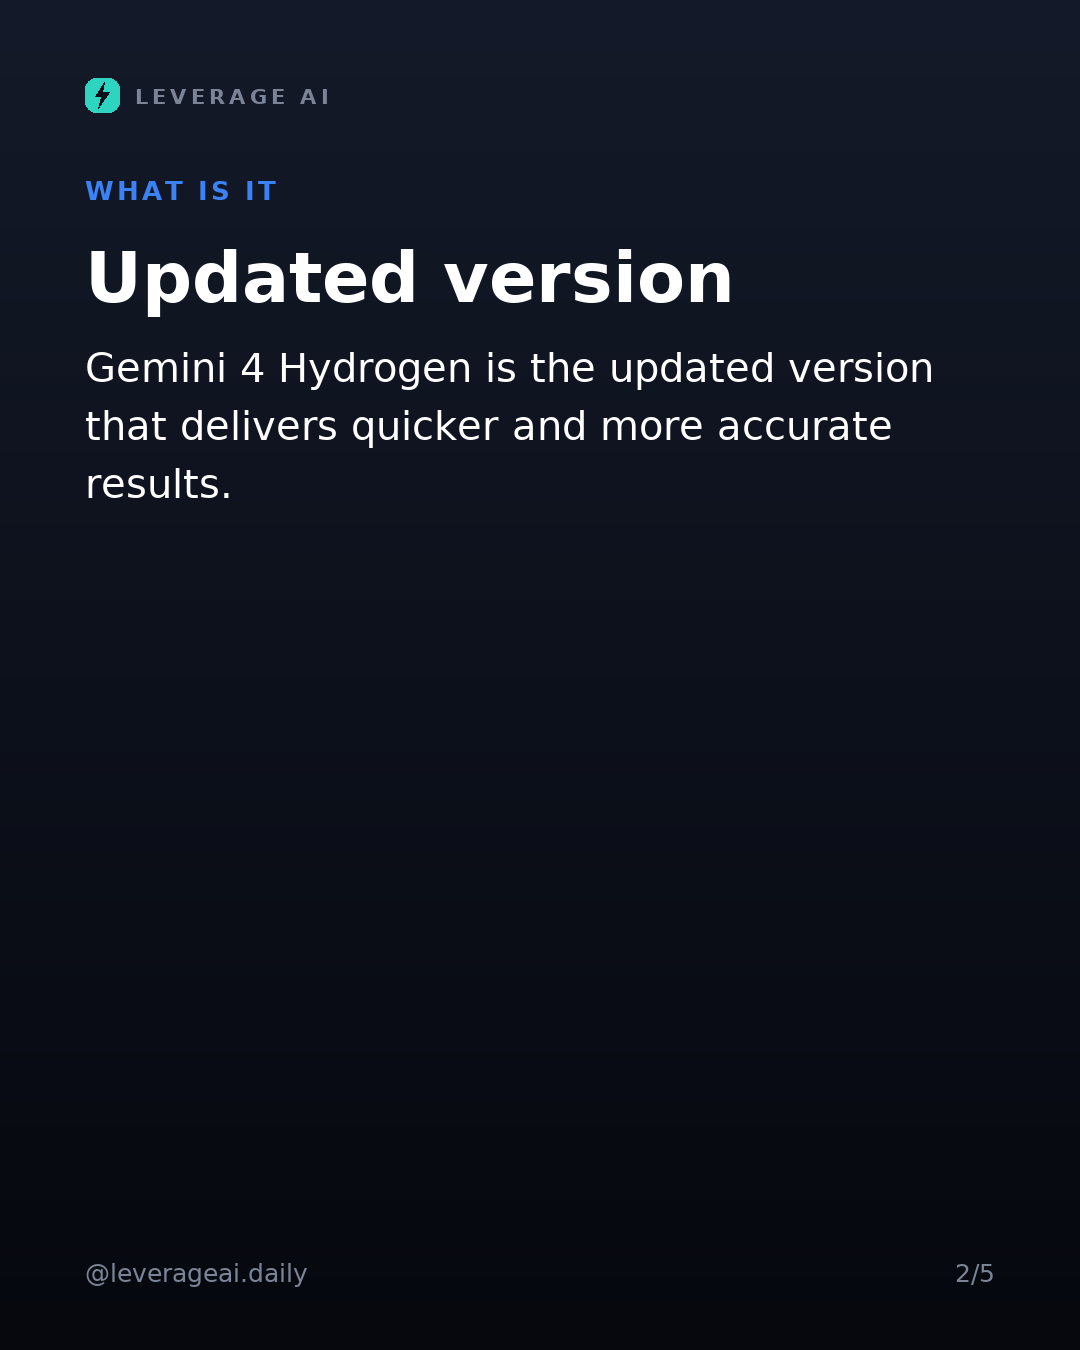 LEVERAGE AI
WHAT IS IT
Updated version
Gemini 4 Hydrogen is the updated version
that delivers quicker and more accurate
results.
@leverageai.daily
2/5